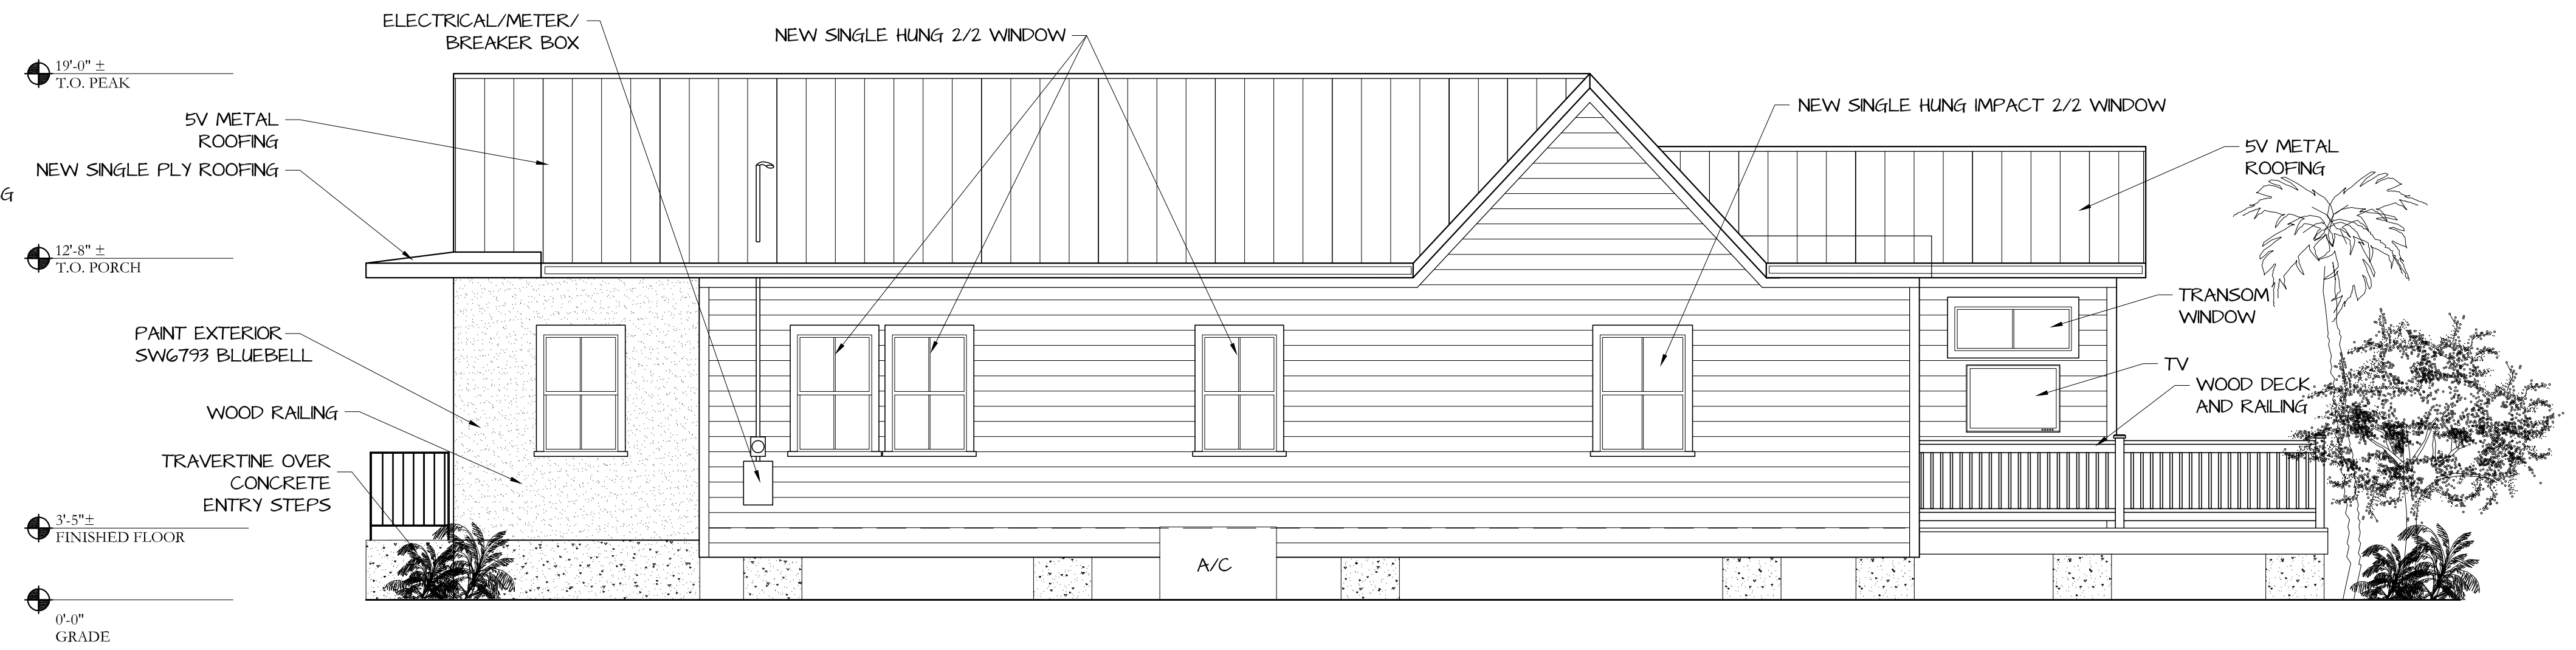 ELECTRICAL/METER/
BREAKER BOX
NEW SINGLE HUNG 2/2 WINDOW
19'-0" ±
T.O. PEAK
NEW SINGLE HUNG IMPACT 2/2 WINDOW
5V METAL
ROOFING
5V METAL
ROOFING
NEW SINGLE PLY ROOFING
G
12'-8" ±
T.O. PORCH
TRANSOM
WINDOW
PAINT EXTERIOR
SW6793 BLUEBELL
TV
WOOD DECK
AND RAILING
WOOD RAILING
TRAVERTINE OVER
CONCRETE
ENTRY STEPS
3'-5"±
FINISHED FLOOR
A/C
0'-0"
GRADE